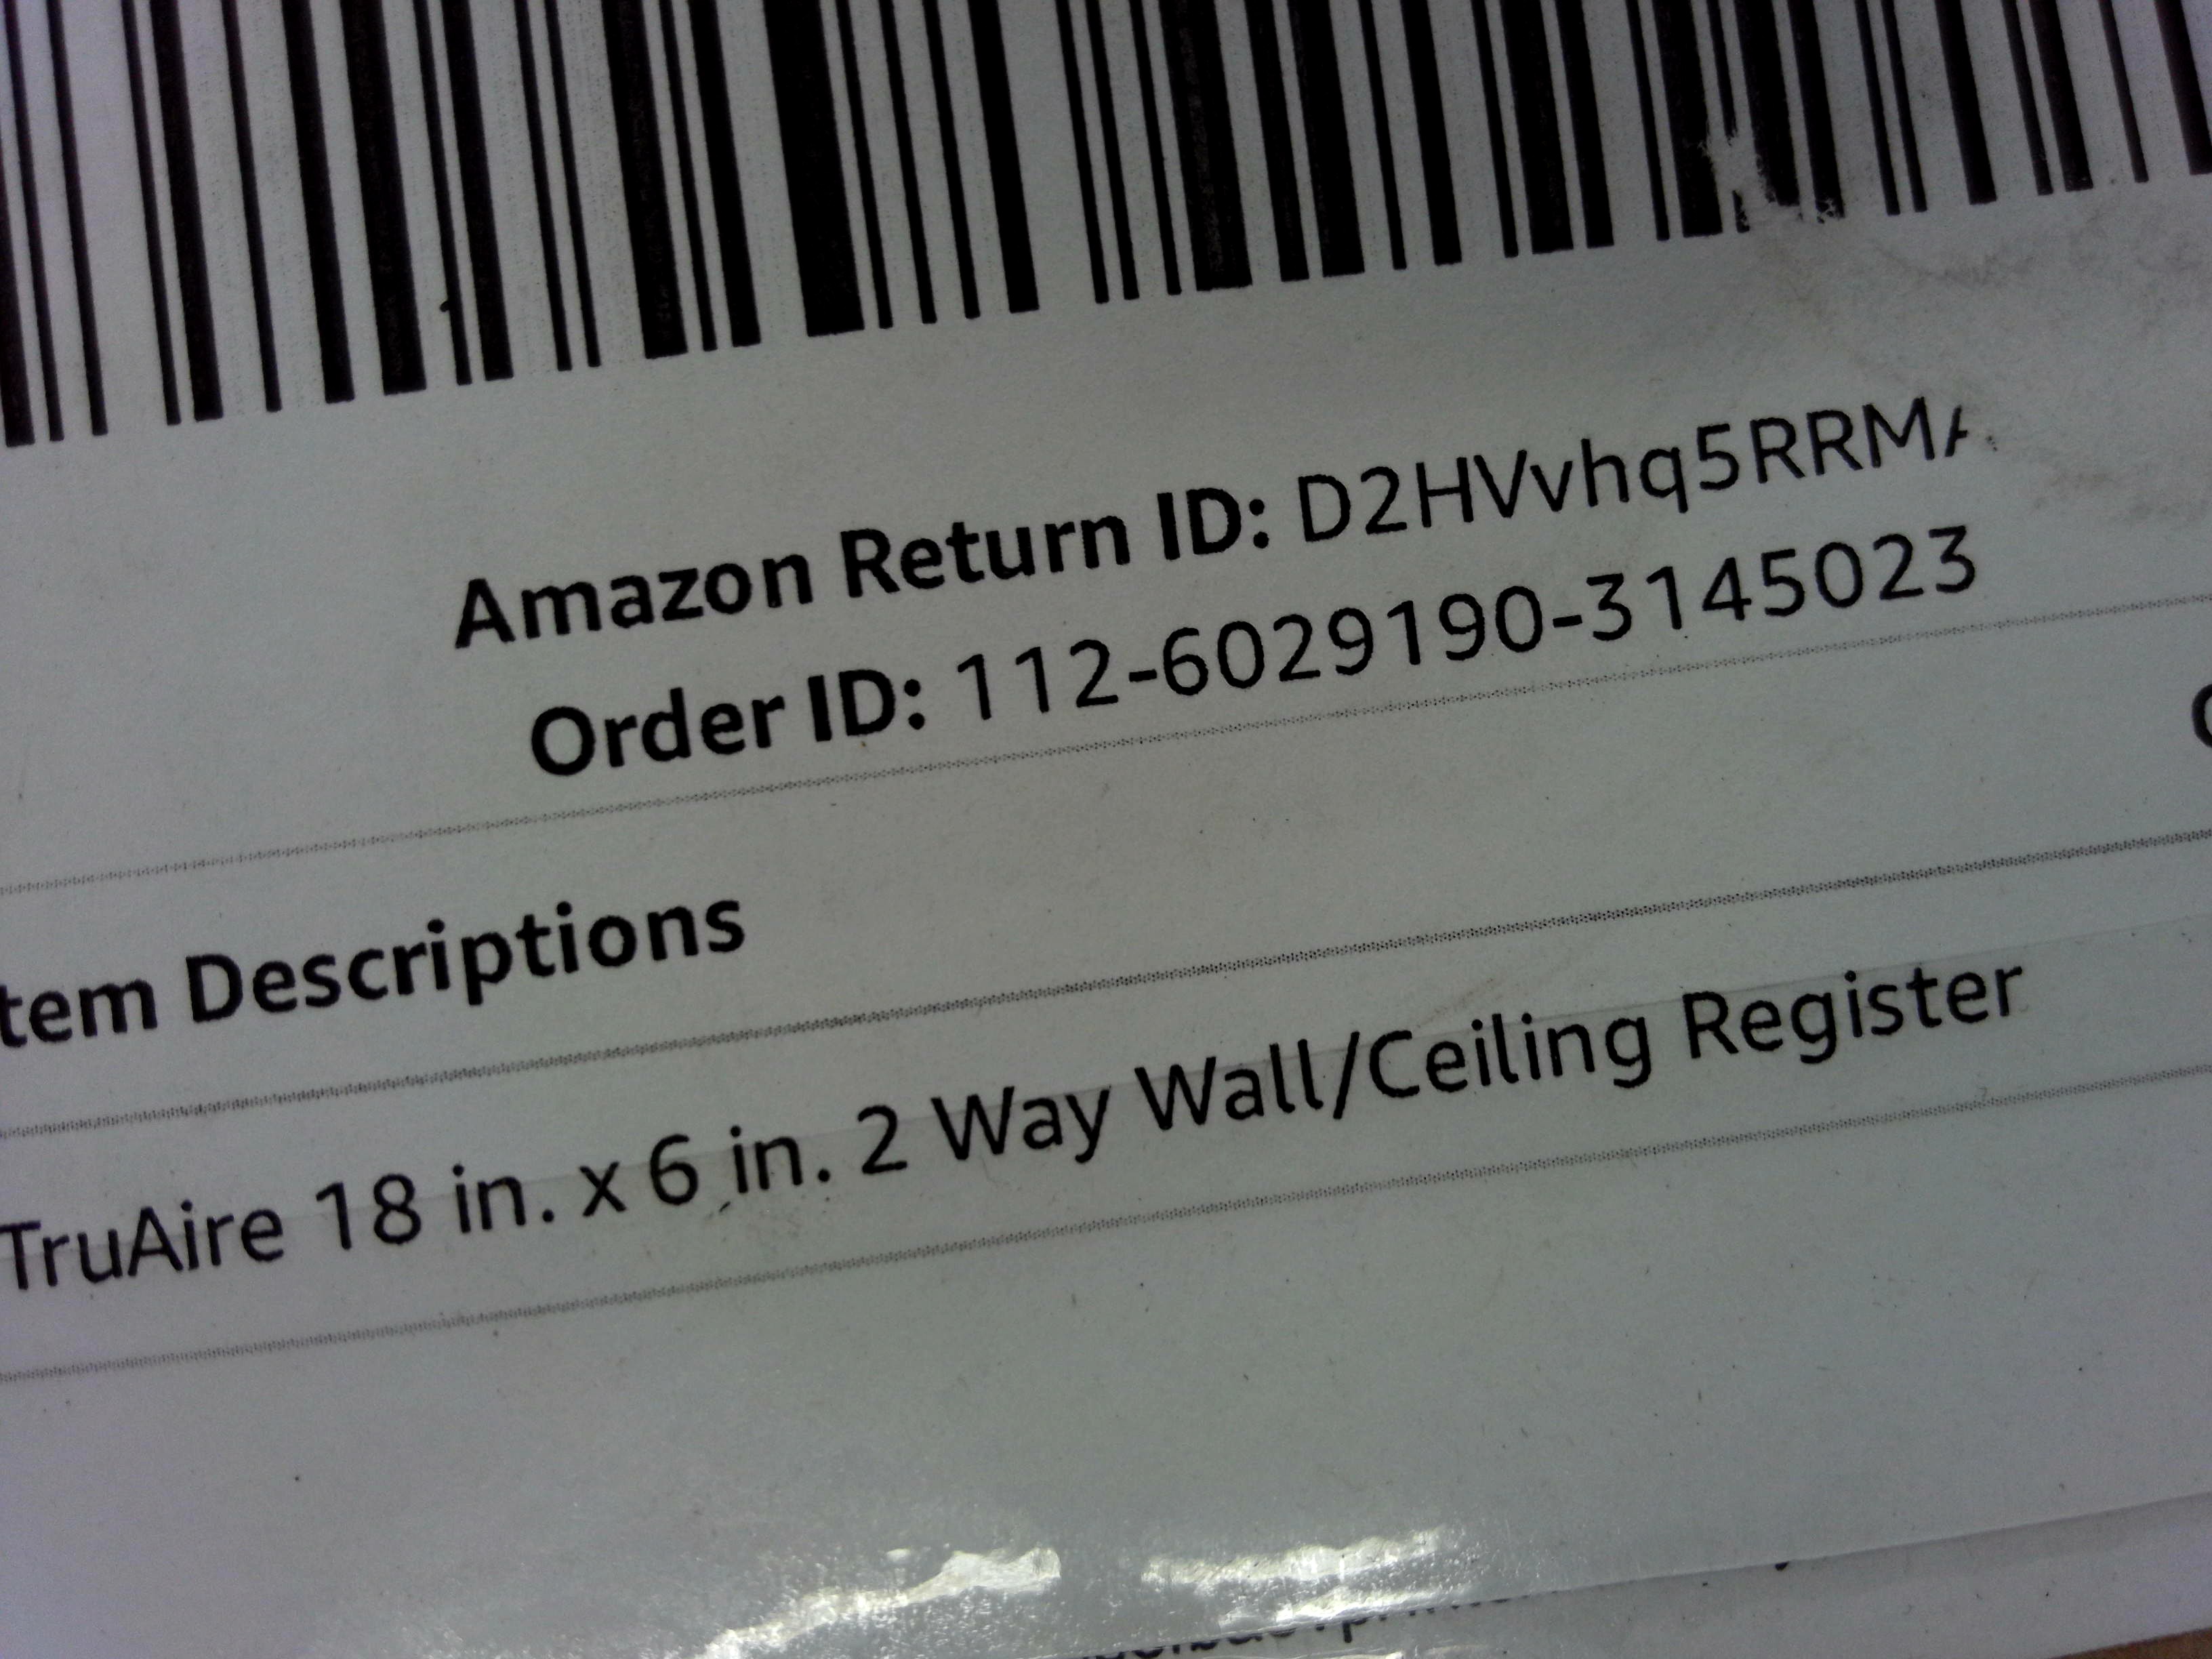 Amazon Return ID: D2HVvhq5RRMA
Order ID: 112-6029190-3145023
tem Descriptions
TruAire 18 in. x 6 in. 2 Way Wall/Ceiling Register